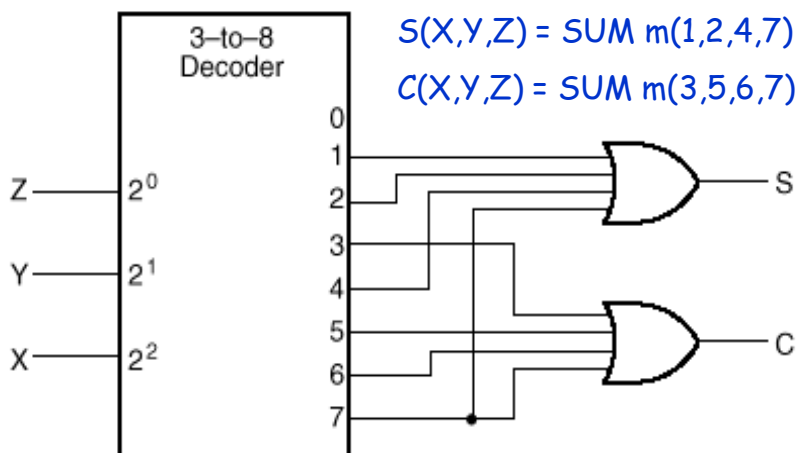 3–to–8
Decoder
S(X,Y,Z) = SUM m(1,2,4,7)
C(X,Y,Z) = SUM m(3,5,6,7)
0
1
Z
2⁰
2
S
3
Y
2¹
4
5
C
X
2²
6
7